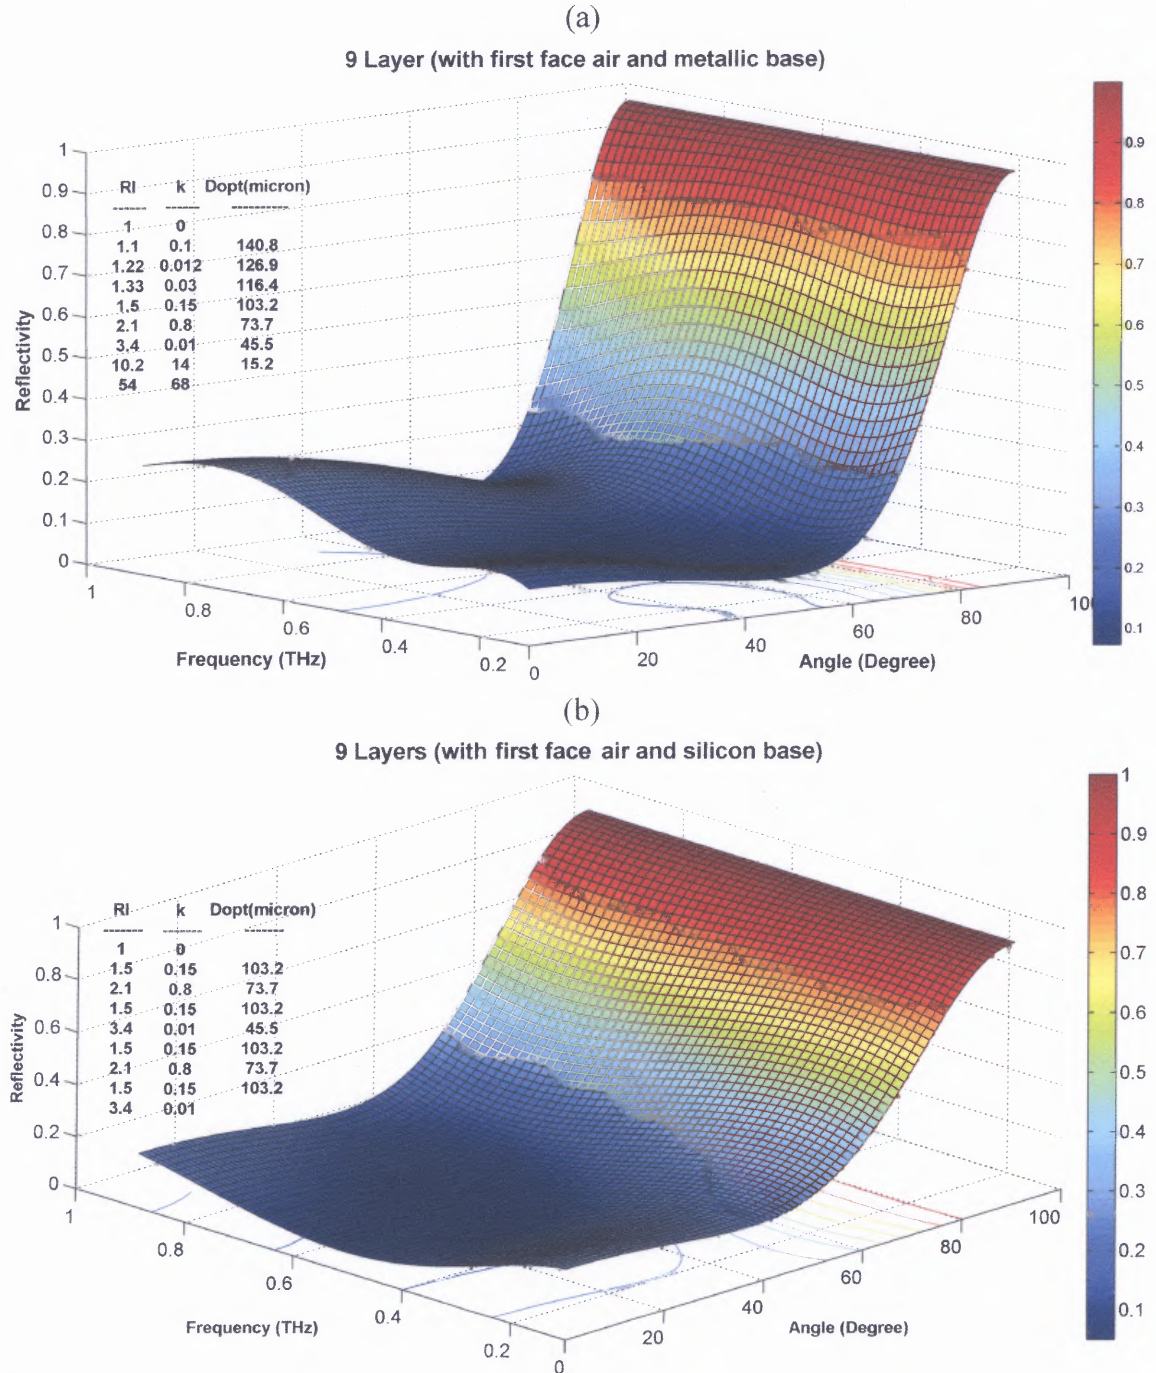 (a)
9 Layer (with first face air and metallic base)
1
0.9
0.8
0.7
0.6
0.5
0.4
0.3
0.2
0.1
0
Reflectivity
RI k Dopt(micron)
1 0
1.1 0.1 140.8
1.22 0.012 126.9
1.33 0.03 116.4
1.5 0.15 103.2
2.1 0.8 73.7
3.4 0.01 45.5
10.2 14 15.2
54 68
1 0.8 0.6 0.4 0.2
Frequency (THz)
0 20 40 60 80 100
Angle (Degree)
0.9
0.8
0.7
0.6
0.5
0.4
0.3
0.2
0.1
(b)
9 Layers (with first face air and silicon base)
1
0.8
0.6
0.4
0.2
0
Reflectivity
RI k Dopt(micron)
1 0
1.5 0.15 103.2
2.1 0.8 73.7
1.5 0.15 103.2
3.4 0.01 45.5
1.5 0.15 103.2
2.1 0.8 73.7
1.5 0.15 103.2
3.4 0.01
1 0.8 0.6 0.4 0.2
Frequency (THz)
0 20 40 60 80 100
Angle (Degree)
1
0.9
0.8
0.7
0.6
0.5
0.4
0.3
0.2
0.1